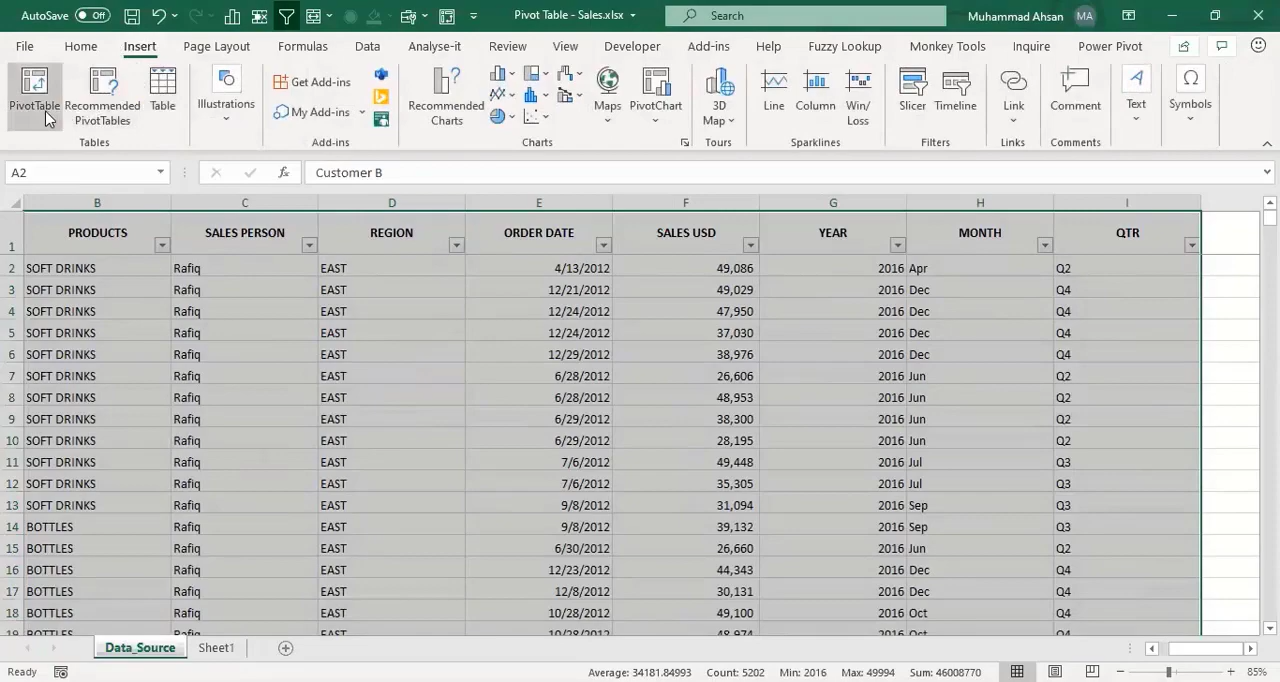 AutoSave Off Pivot Table - Sales.xlsx Search Muhammad Ahsan MA
File Home Insert Page Layout Formulas Data Analyse-it Review View Developer Add-ins Help Fuzzy Lookup Monkey Tools Inquire Power Pivot
PivotTable Recommended PivotTables Table Illustrations Get Add-ins My Add-ins Recommended Charts Maps PivotChart 3D Map Line Column Win/Loss Slicer Timeline Link Comment Text Symbols
Tables Add-ins Charts Tours Sparklines Filters Links Comments
A2 fx Customer B
B C D E F G H I
1 PRODUCTS SALES PERSON REGION ORDER DATE SALES USD YEAR MONTH QTR
2 SOFT DRINKS Rafiq EAST 4/13/2012 49,086 2016 Apr Q2
3 SOFT DRINKS Rafiq EAST 12/21/2012 49,029 2016 Dec Q4
4 SOFT DRINKS Rafiq EAST 12/24/2012 47,950 2016 Dec Q4
5 SOFT DRINKS Rafiq EAST 12/24/2012 37,030 2016 Dec Q4
6 SOFT DRINKS Rafiq EAST 12/29/2012 38,976 2016 Dec Q4
7 SOFT DRINKS Rafiq EAST 6/28/2012 26,606 2016 Jun Q2
8 SOFT DRINKS Rafiq EAST 6/28/2012 48,953 2016 Jun Q2
9 SOFT DRINKS Rafiq EAST 6/29/2012 38,300 2016 Jun Q2
10 SOFT DRINKS Rafiq EAST 6/29/2012 28,195 2016 Jun Q2
11 SOFT DRINKS Rafiq EAST 7/6/2012 49,448 2016 Jul Q3
12 SOFT DRINKS Rafiq EAST 7/6/2012 35,305 2016 Jul Q3
13 SOFT DRINKS Rafiq EAST 9/8/2012 31,094 2016 Sep Q3
14 BOTTLES Rafiq EAST 9/8/2012 39,132 2016 Sep Q3
15 BOTTLES Rafiq EAST 6/30/2012 26,660 2016 Jun Q2
16 BOTTLES Rafiq EAST 12/23/2012 44,343 2016 Dec Q4
17 BOTTLES Rafiq EAST 12/8/2012 30,131 2016 Dec Q4
18 BOTTLES Rafiq EAST 10/28/2012 49,100 2016 Oct Q4
19 BOTTLES Rafiq EAST 10/28/2012 48,974 2016 Oct Q4
Data_Source Sheet1
Ready Average: 34181.84993 Count: 5202 Min: 2016 Max: 49994 Sum: 46008770 85%